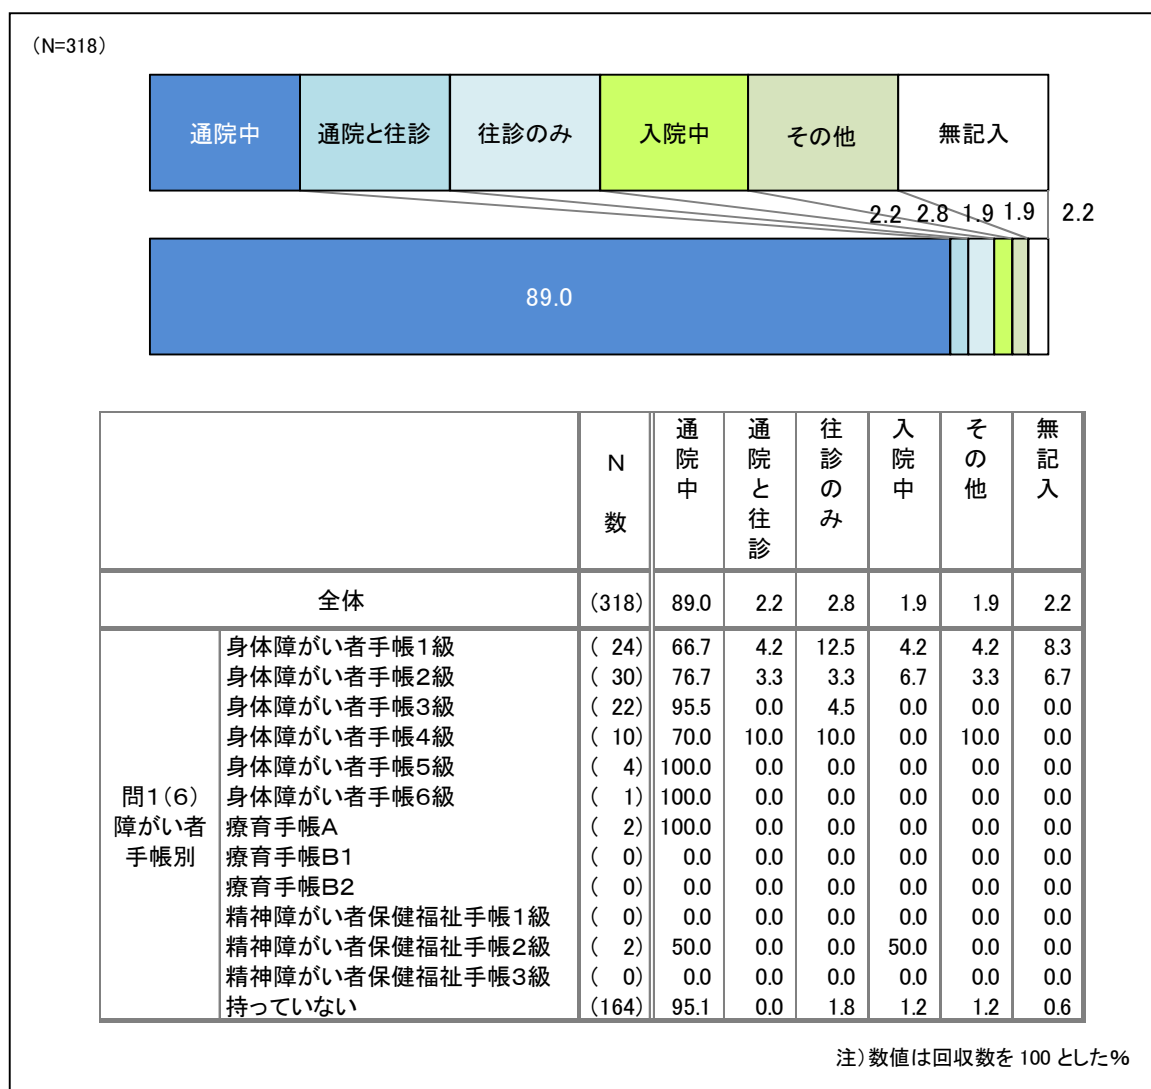 (N=318)
通院中 通院と往診 往診のみ 入院中 その他 無記入
2.2 2.8 1.9 1.9 2.2
89.0
N数 通院中 通院と往診 往診のみ 入院中 その他 無記入
全体 (318) 89.0 2.2 2.8 1.9 1.9 2.2
問1(6)
障がい者
手帳別
身体障がい者手帳1級 ( 24) 66.7 4.2 12.5 4.2 4.2 8.3
身体障がい者手帳2級 ( 30) 76.7 3.3 3.3 6.7 3.3 6.7
身体障がい者手帳3級 ( 22) 95.5 0.0 4.5 0.0 0.0 0.0
身体障がい者手帳4級 ( 10) 70.0 10.0 10.0 0.0 10.0 0.0
身体障がい者手帳5級 ( 4) 100.0 0.0 0.0 0.0 0.0 0.0
身体障がい者手帳6級 ( 1) 100.0 0.0 0.0 0.0 0.0 0.0
療育手帳A ( 2) 100.0 0.0 0.0 0.0 0.0 0.0
療育手帳B1 ( 0) 0.0 0.0 0.0 0.0 0.0 0.0
療育手帳B2 ( 0) 0.0 0.0 0.0 0.0 0.0 0.0
精神障がい者保健福祉手帳1級 ( 0) 0.0 0.0 0.0 0.0 0.0 0.0
精神障がい者保健福祉手帳2級 ( 2) 50.0 0.0 0.0 50.0 0.0 0.0
精神障がい者保健福祉手帳3級 ( 0) 0.0 0.0 0.0 0.0 0.0 0.0
持っていない (164) 95.1 0.0 1.8 1.2 1.2 0.6
注)数値は回収数を 100 とした%